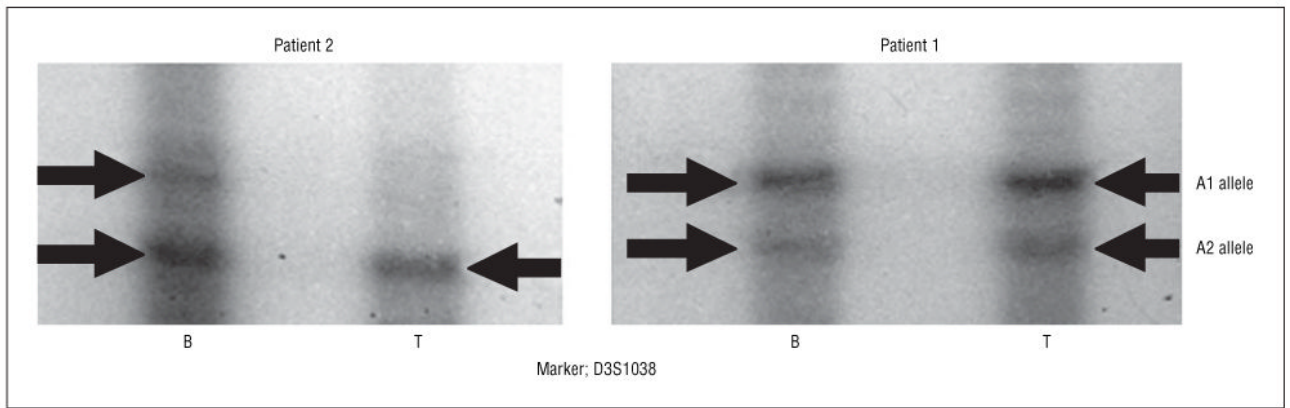 Patient 2
Patient 1
A1 allele
A2 allele
B
T
B
T
Marker; D3S1038